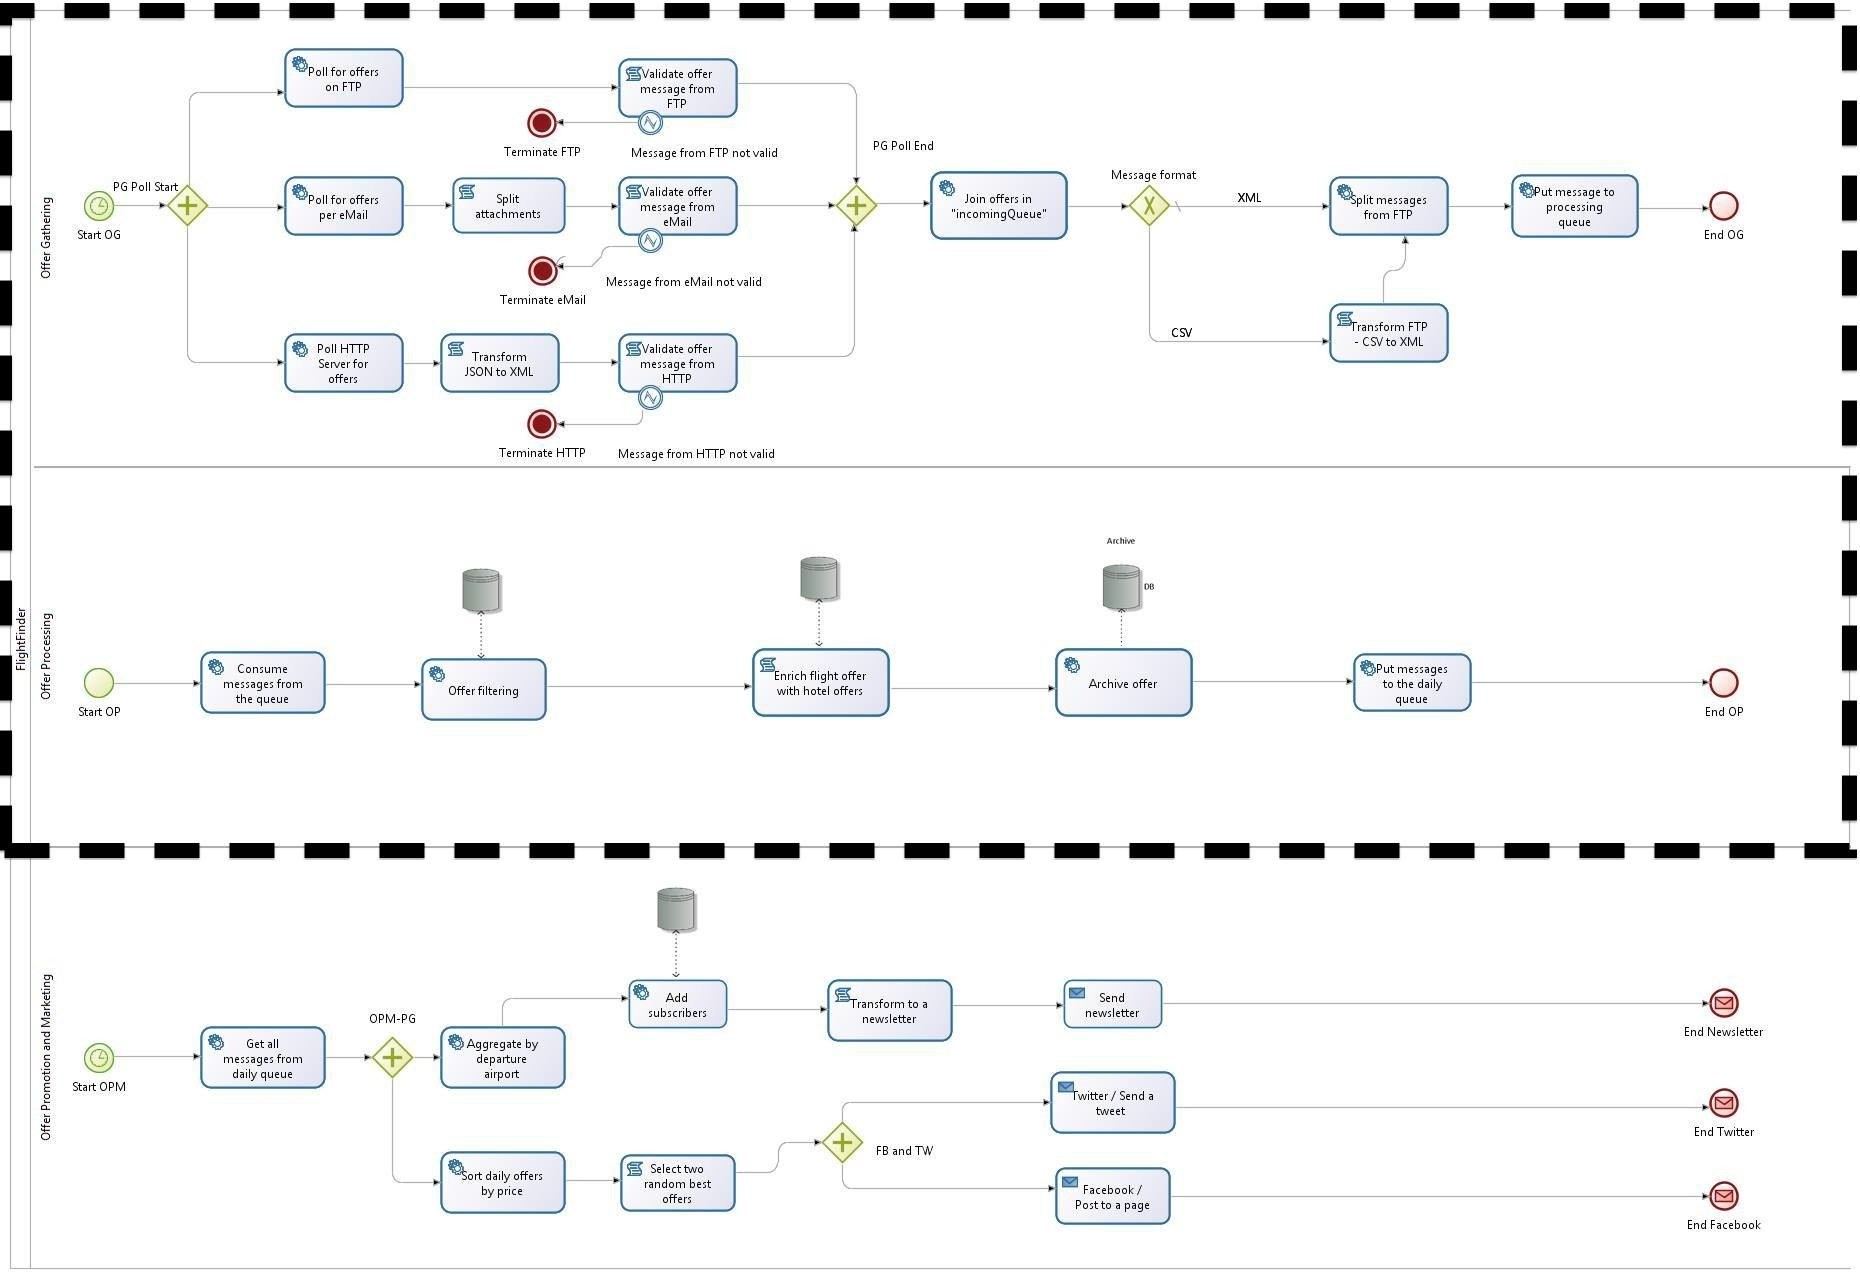 FlightFinder
Offer Gathering
Start OG
PG Poll Start
Poll for offers
on FTP
Validate offer
message from
FTP
Terminate FTP
Message from FTP not valid
Poll for offers
per eMail
Split
attachments
Validate offer
message from
eMail
Terminate eMail
Message from eMail not valid
Poll HTTP
Server for
offers
Transform
JSON to XML
Validate offer
message from
HTTP
Terminate HTTP
Message from HTTP not valid
PG Poll End
Join offers in
"incomingQueue"
Message format
XML
CSV
Split messages
from FTP
Transform FTP
- CSV to XML
Put message to
processing
queue
End OG
Offer Processing
Start OP
Consume
messages from
the queue
Offer filtering
Enrich flight offer
with hotel offers
Archive
DB
Archive offer
Put messages
to the daily
queue
End OP
Offer Promotion and Marketing
Start OPM
Get all
messages from
daily queue
OPM-PG
Aggregate by
departure
airport
Add
subscribers
Transform to a
newsletter
Send
newsletter
End Newsletter
Sort daily offers
by price
Select two
random best
offers
FB and TW
Twitter / Send a
tweet
End Twitter
Facebook /
Post to a page
End Facebook